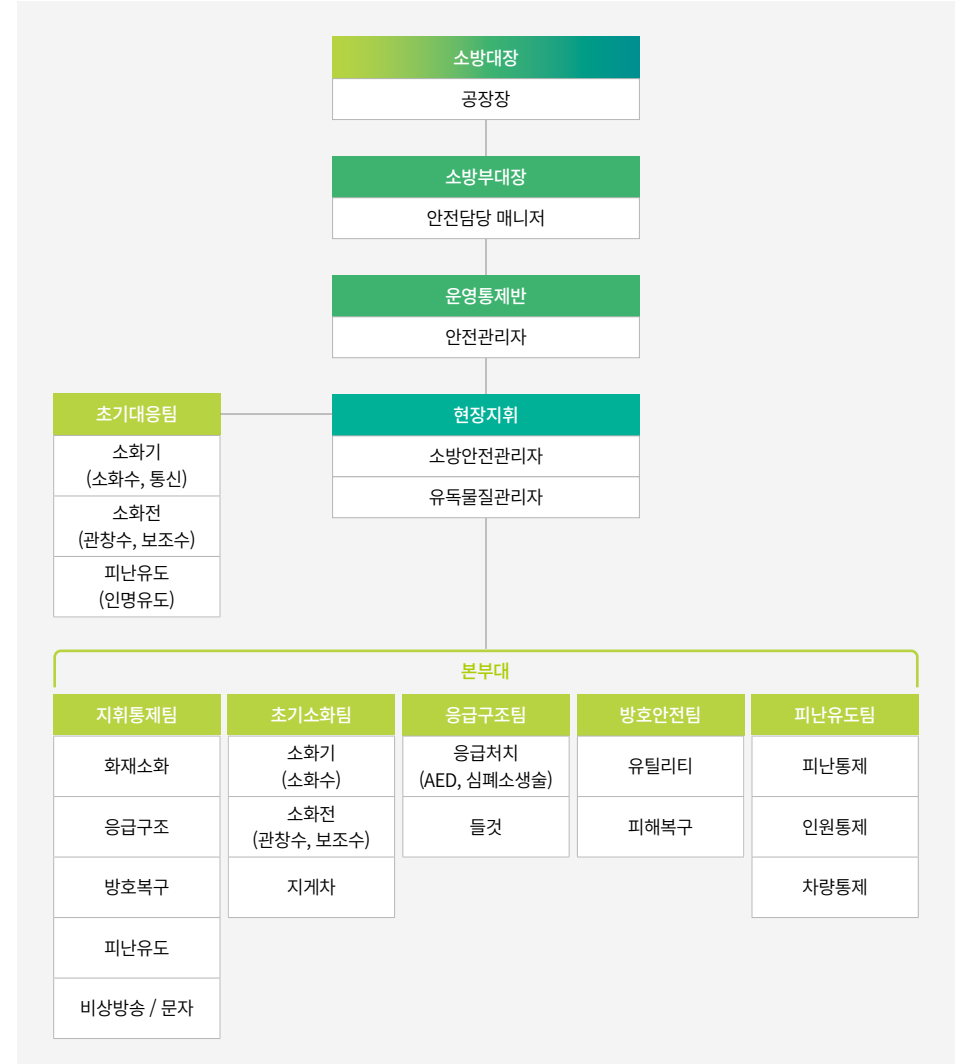 소방대장
공장장
소방부대장
안전담당 매니저
운영통제반
안전관리자
초기대응팀
소화기
(소화수, 통신)
소화전
(관창수, 보조수)
피난유도
(인명유도)
현장지휘
소방안전관리자
유독물질관리자
본부대
지휘통제팀
화재소화
응급구조
방호복구
피난유도
비상방송 / 문자
초기소화팀
소화기
(소화수)
소화전
(관창수, 보조수)
지게차
응급구조팀
응급처치
(AED, 심폐소생술)
들것
방호안전팀
유틸리티
피해복구
피난유도팀
피난통제
인원통제
차량통제